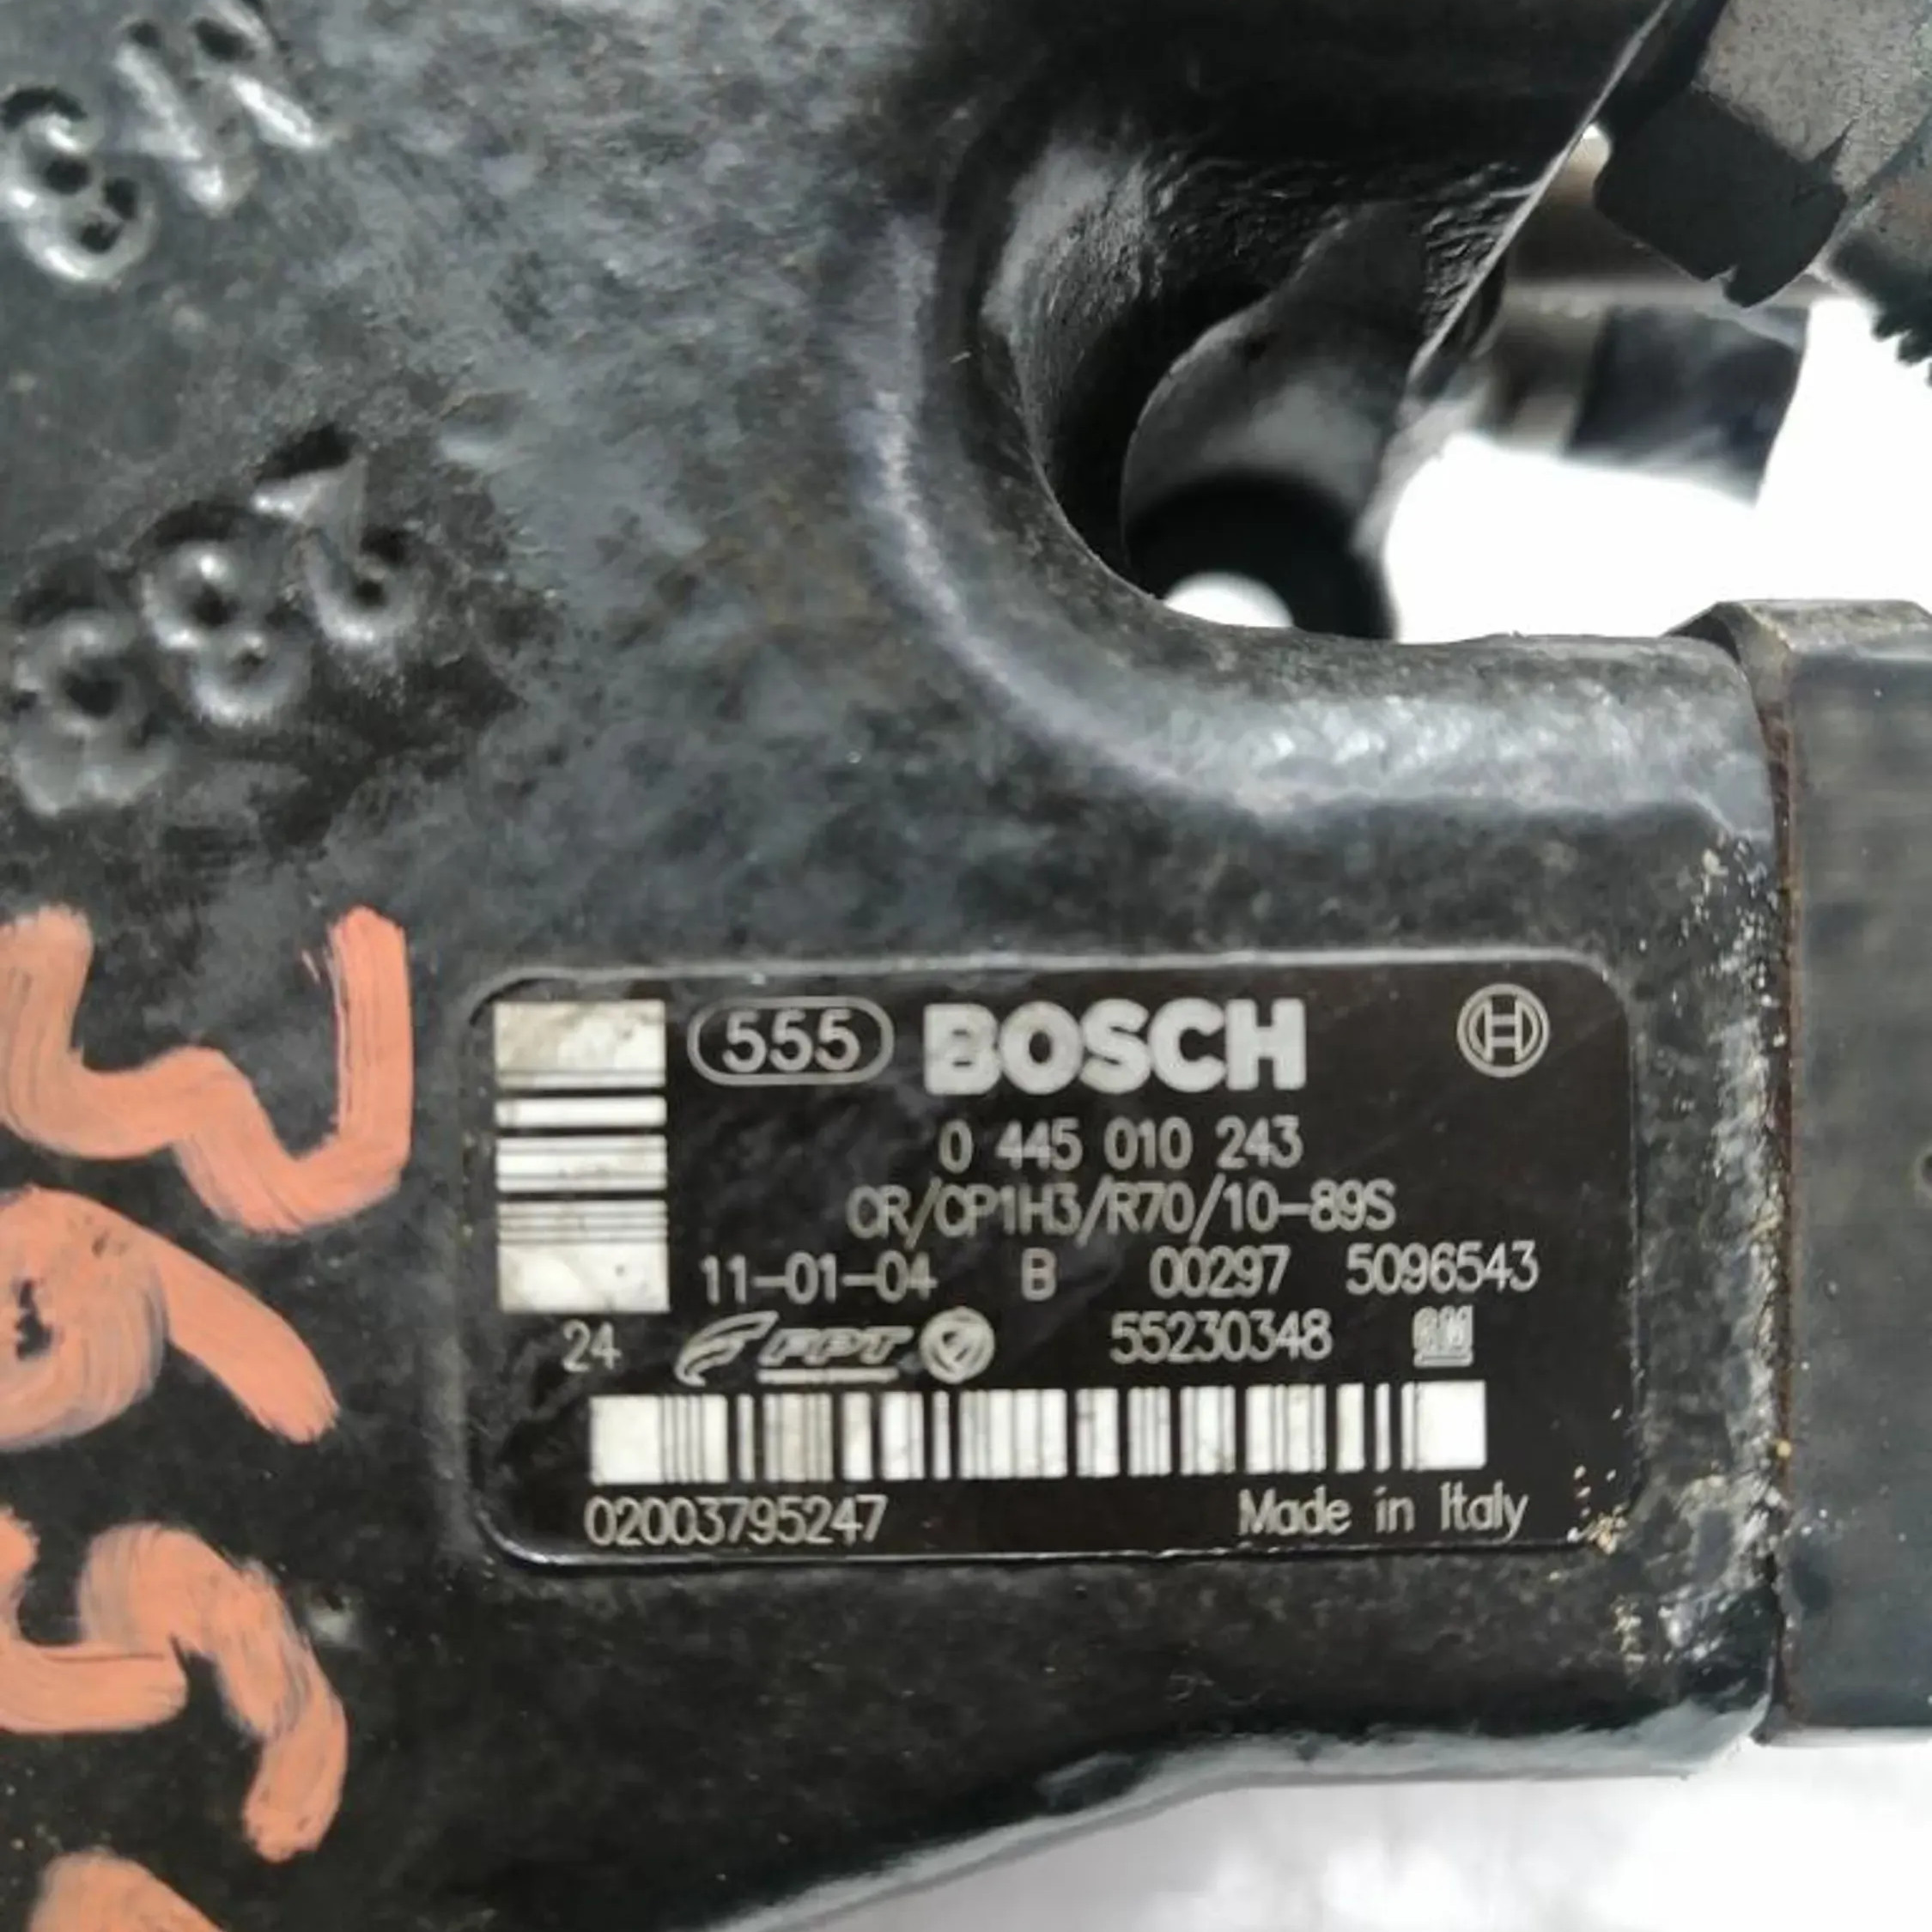 555 BOSCH
0 445 010 243
CR/CP1H3/R70/10-89S
11-01-04 B 00297 5096543
24 FPT 55230348 GM
02003795247
Made in Italy